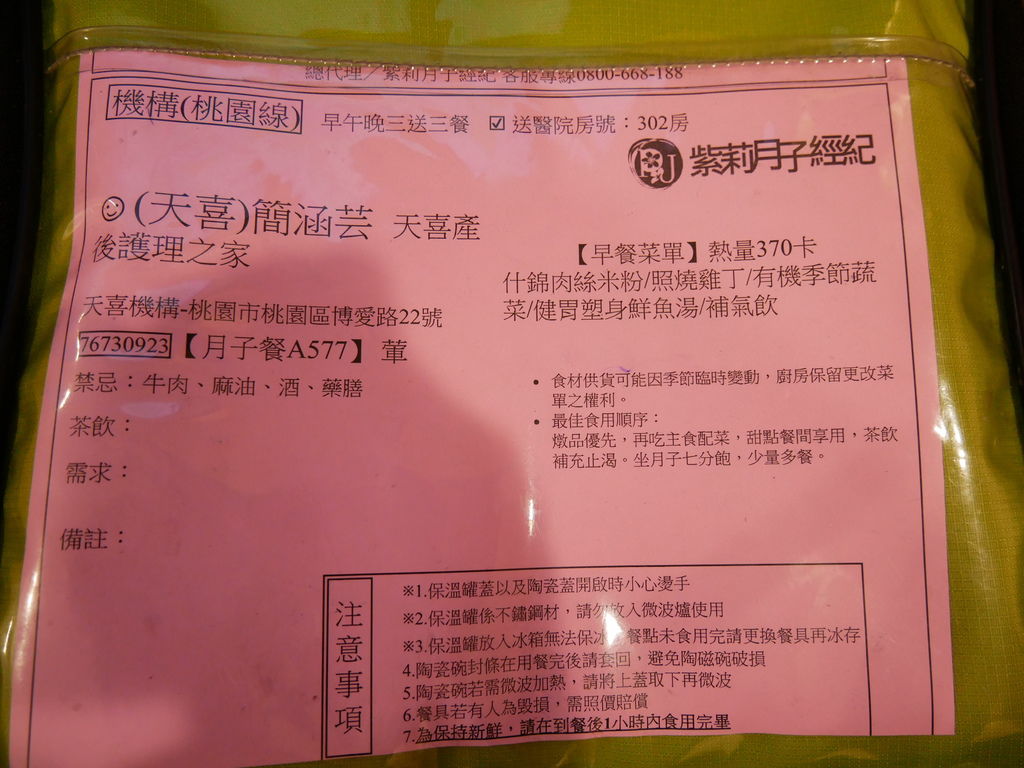 總代理／紫莉月子經紀 客服專線0800-668-188
機構(桃園線) 早午晚三送三餐 ☑ 送醫院房號：302房
紫莉月子經紀
(天喜)簡涵芸 天喜產
後護理之家
【早餐菜單】熱量370卡
什錦肉絲米粉/照燒雞丁/有機季節蔬
菜/健胃塑身鮮魚湯/補氣飲
天喜機構-桃園市桃園區博愛路22號
76730923【月子餐A577】 葷
禁忌：牛肉、麻油、酒、藥膳
茶飲：
需求：
備註：
• 食材供貨可能因季節臨時變動，廚房保留更改菜
單之權利。
• 最佳食用順序：
燉品優先，再吃主食配菜，甜點餐間享用，茶飲
補充止渴。坐月子七分飽，少量多餐。
注意事項
※1.保溫罐蓋以及陶瓷蓋開啟時小心燙手
※2.保溫罐係不鏽鋼材，請勿放入微波爐使用
※3.保溫罐放入冰箱無法保冰，餐點未食用完請更換餐具再冰存
4.陶瓷碗封條在用餐完後請套回，避免陶磁碗破損
5.陶瓷碗若需微波加熱，請將上蓋取下再微波
6.餐具若有人為毀損，需照價賠償
7.為保持新鮮，請在到餐後1小時內食用完畢